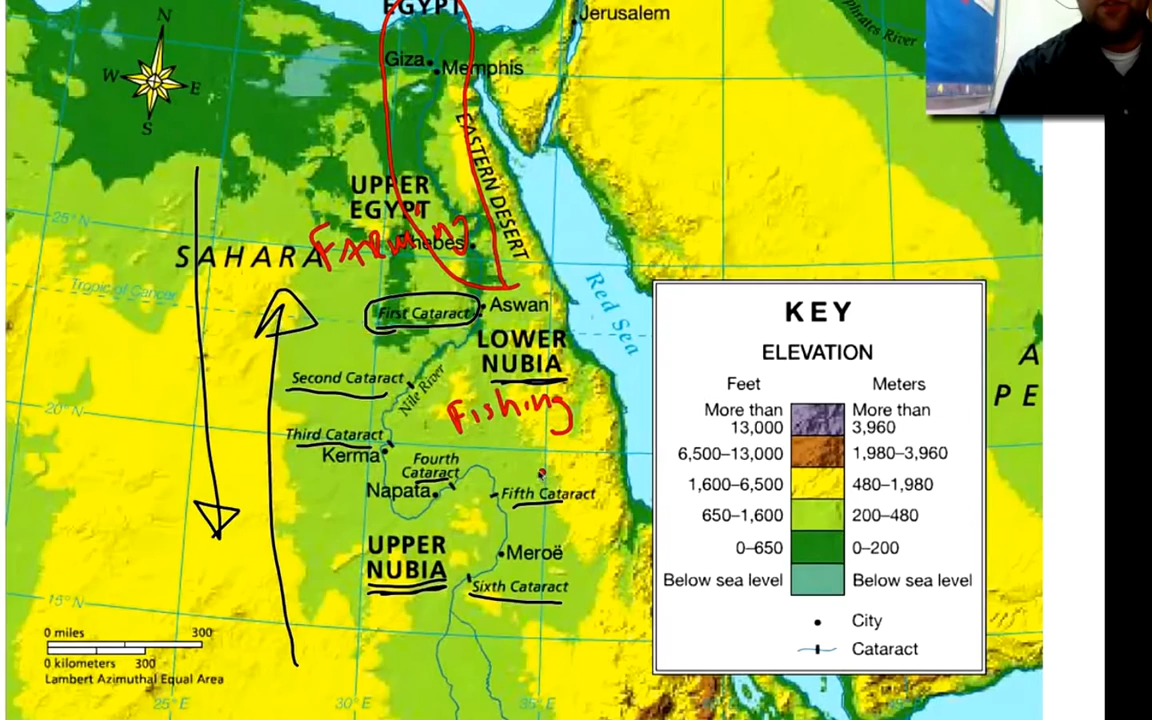 EGYPT
Jerusalem
phrates River
N
W
E
S
Giza
Memphis
EASTERN DESERT
UPPER
EGYPT
25° N
FARMING
hebes
SAHARA
Tropic of Cancer
Red Sea
Aswan
First Cataract
LOWER
NUBIA
Second Cataract
Nile River
Fishing
20° N
Third Cataract
Kerma
Fourth
Cataract
Napata
Fifth Cataract
UPPER
NUBIA
Meroë
Sixth Cataract
15° N
0 miles 300
0 kilometers 300
Lambert Azimuthal Equal Area
25° E
30° E
35° E
A
PE
KEY
ELEVATION
Feet Meters
More than
13,000
More than
3,960
6,500–13,000 1,980–3,960
1,600–6,500 480–1,980
650–1,600 200–480
0–650 0–200
Below sea level Below sea level
City
Cataract